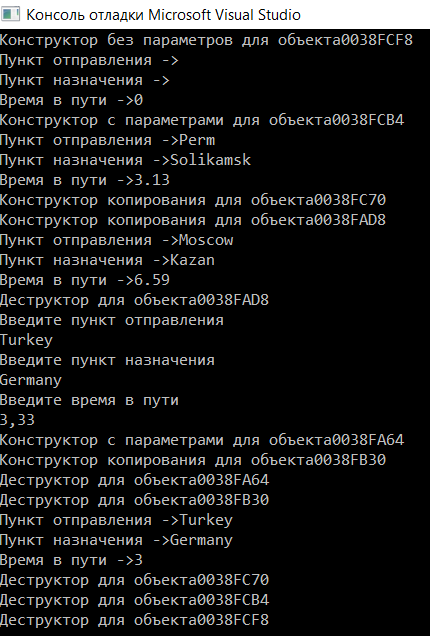 Консоль отладки Microsoft Visual Studio
Конструктор без параметров для объекта0038FCF8
Пункт отправления ->
Пункт назначения ->
Время в пути ->0
Конструктор с параметрами для объекта0038FCB4
Пункт отправления ->Perm
Пункт назначения ->Solikamsk
Время в пути ->3.13
Конструктор копирования для объекта0038FC70
Конструктор копирования для объекта0038FAD8
Пункт отправления ->Moscow
Пункт назначения ->Kazan
Время в пути ->6.59
Деструктор для объекта0038FAD8
Введите пункт отправления
Turkey
Введите пункт назначения
Germany
Введите время в пути
3,33
Конструктор с параметрами для объекта0038FA64
Конструктор копирования для объекта0038FB30
Деструктор для объекта0038FA64
Деструктор для объекта0038FB30
Пункт отправления ->Turkey
Пункт назначения ->Germany
Время в пути ->3
Деструктор для объекта0038FC70
Деструктор для объекта0038FCB4
Деструктор для объекта0038FCF8